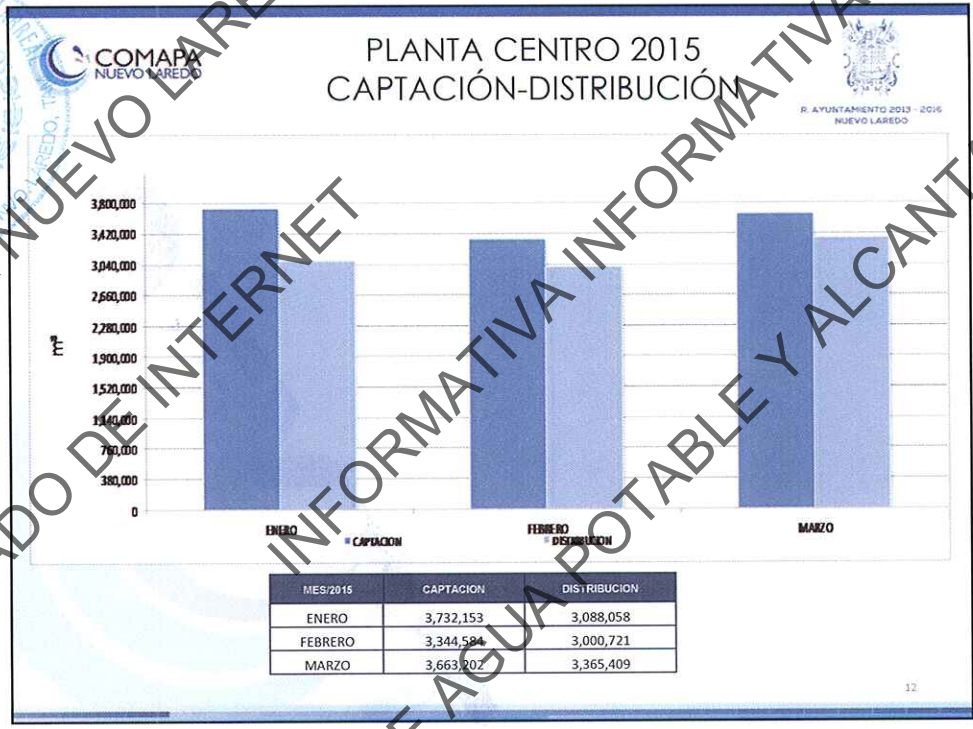 COMAPA
NUEVO LAREDO
PLANTA CENTRO 2015
CAPTACIÓN-DISTRIBUCIÓN
R. AYUNTAMIENTO 2013 - 2016
NUEVO LAREDO
3,800,000
3,420,000
3,040,000
2,660,000
2,280,000
1,900,000
1,520,000
1,140,000
760,000
380,000
0
m³
ENERO
FEBRERO
MARZO
CAPTACION
DISTRIBUCION
MES/2015 CAPTACION DISTRIBUCION
ENERO 3,732,153 3,088,058
FEBRERO 3,344,584 3,000,721
MARZO 3,663,202 3,365,409
12
NUEVO LARE
ADO DE INTERNET
INFORMATIVA INFORMATIVA
E AGUA POTABLE Y ALCANT